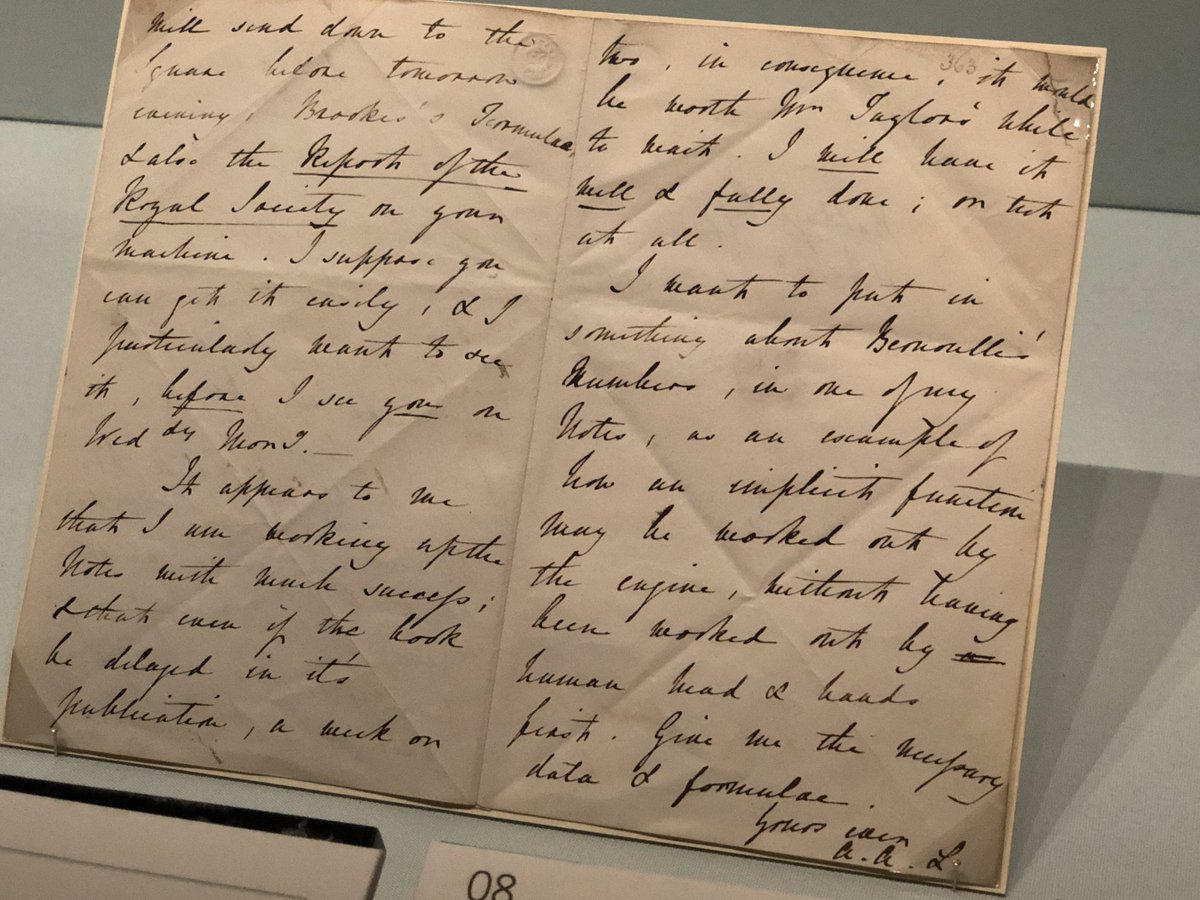 will send down to the
Square before tomorrow
evening, Brooke's Formulae,
& also the Report of the
Royal Society on your
machine. I suppose you
can get it easily, & I
particularly want to see
it, before I see you on
Wed dy Mong.
It appears to me
that I am working up the
Notes with much success;
& that even if the book
be delayed in it's
publication, a week or
two, in consequence, it would
be worth Mr Taylor's while
to wait. I will have it
well & fully done; or not
at all.
I want to put in
something about Bernoulli's
Numbers, in one of my
Notes, as an example of
how an implicit function
may be worked out by
the engine, without having
been worked out by
human head & hands
first. Give me the necessary
data & formulae.
Yours ever
A. A. L
363
08